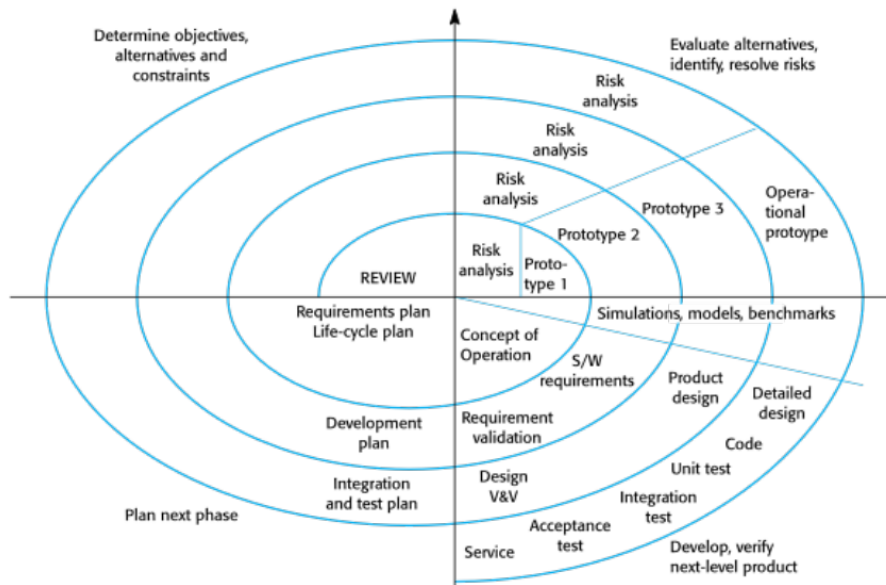 Determine objectives,
alternatives and
constraints
Evaluate alternatives,
identify, resolve risks
Risk
analysis
Risk
analysis
Risk
analysis
Opera-
tional
protoype
Prototype 3
Prototype 2
Risk
analysis
Proto-
type 1
REVIEW
Requirements plan
Life-cycle plan
Simulations, models, benchmarks
Concept of
Operation
S/W
requirements
Product
design
Detailed
design
Development
plan
Requirement
validation
Code
Unit test
Integration
and test plan
Design
V&V
Integration
test
Plan next phase
Acceptance
test
Service
Develop, verify
next-level product